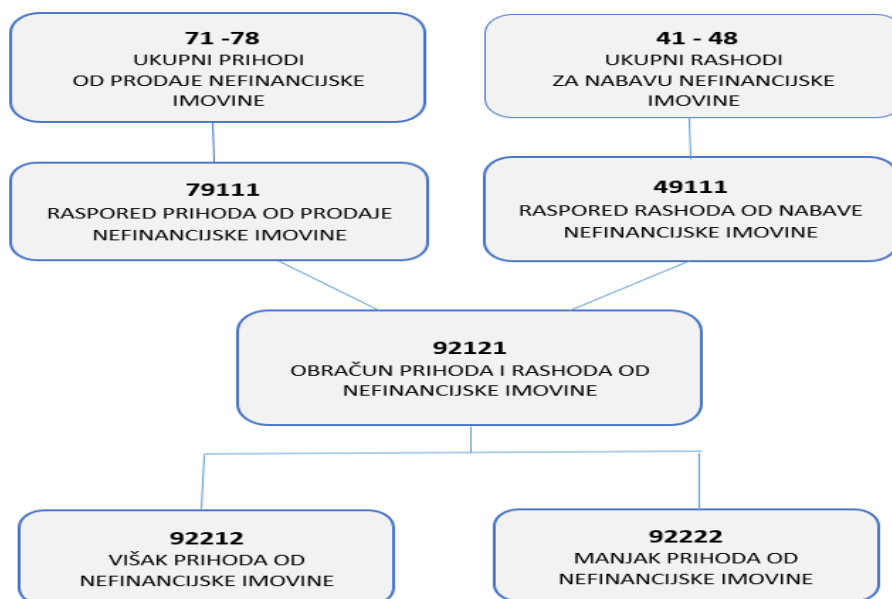 71 -78
UKUPNI PRIHODI
OD PRODAJE NEFINANCIJSKE
IMOVINE
41 - 48
UKUPNI RASHODI
ZA NABAVU NEFINANCIJSKE
IMOVINE
79111
RASPORED PRIHODA OD PRODAJE
NEFINANCIJSKE IMOVINE
49111
RASPORED RASHODA OD NABAVE
NEFINANCIJSKE IMOVINE
92121
OBRAČUN PRIHODA I RASHODA OD
NEFINANCIJSKE IMOVINE
92212
VIŠAK PRIHODA OD
NEFINANCIJSKE IMOVINE
92222
MANJAK PRIHODA OD
NEFINANCIJSKE IMOVINE